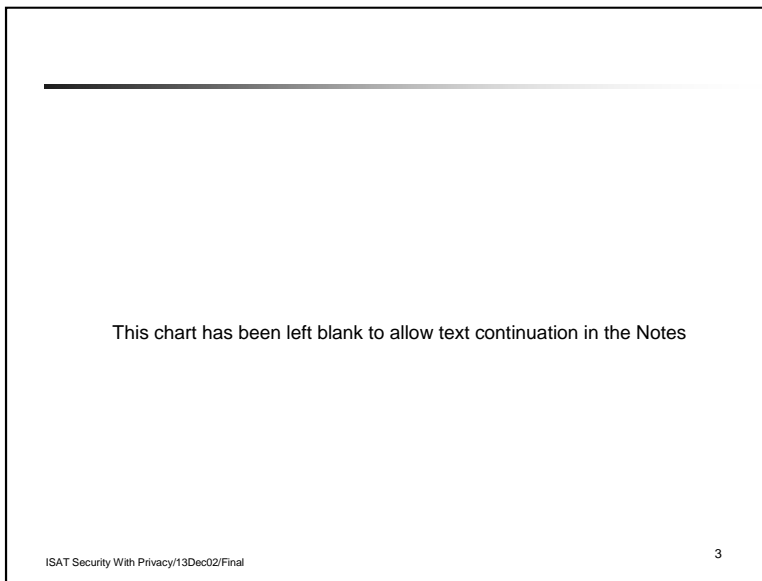 This chart has been left blank to allow text continuation in the Notes
ISAT Security With Privacy/13Dec02/Final
3